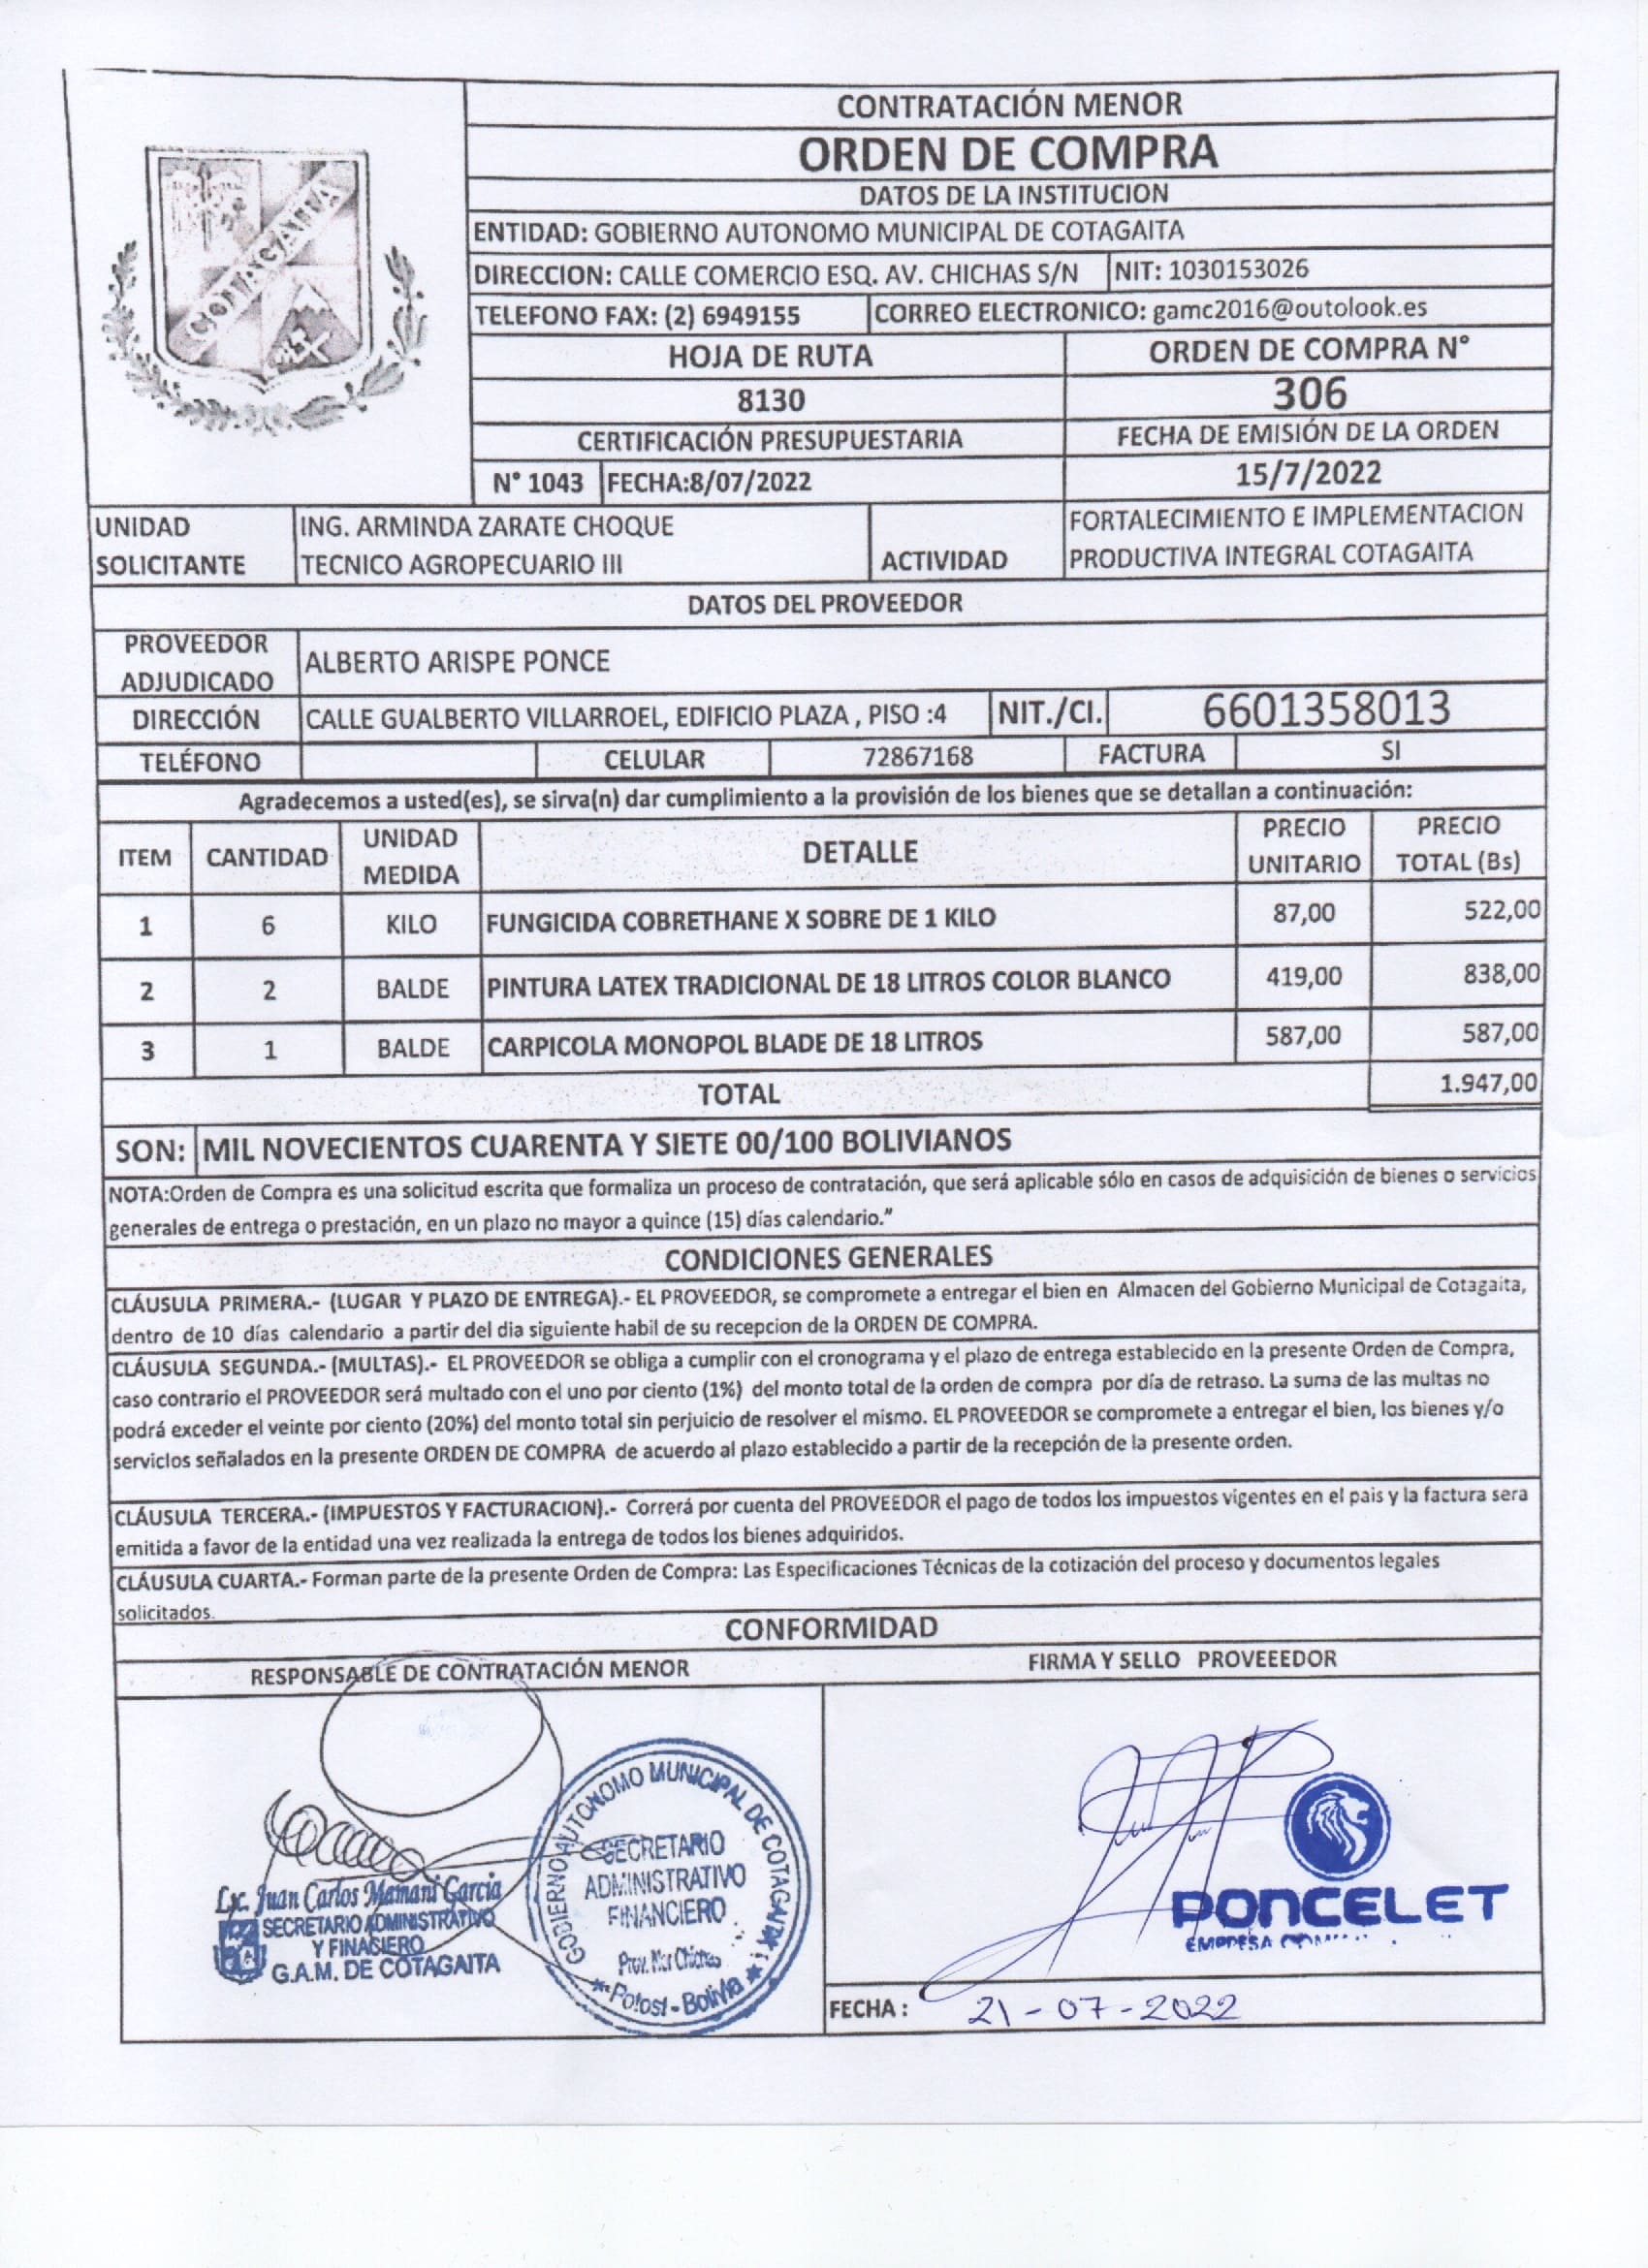 COTAGAITA
CONTRATACIÓN MENOR
ORDEN DE COMPRA
DATOS DE LA INSTITUCION
ENTIDAD: GOBIERNO AUTONOMO MUNICIPAL DE COTAGAITA
DIRECCION: CALLE COMERCIO ESQ. AV. CHICHAS S/N NIT: 1030153026
TELEFONO FAX: (2) 6949155 CORREO ELECTRONICO: gamc2016@outolook.es
HOJA DE RUTA ORDEN DE COMPRA N°
8130 306
CERTIFICACIÓN PRESUPUESTARIA FECHA DE EMISIÓN DE LA ORDEN
N° 1043 FECHA:8/07/2022 15/7/2022
UNIDAD SOLICITANTE
ING. ARMINDA ZARATE CHOQUE
TECNICO AGROPECUARIO III
ACTIVIDAD
FORTALECIMIENTO E IMPLEMENTACION
PRODUCTIVA INTEGRAL COTAGAITA
DATOS DEL PROVEEDOR
PROVEEDOR
ADJUDICADO
ALBERTO ARISPE PONCE
DIRECCIÓN CALLE GUALBERTO VILLARROEL, EDIFICIO PLAZA , PISO :4 NIT./CI. 6601358013
TELÉFONO CELULAR 72867168 FACTURA SI
Agradecemos a usted(es), se sirva(n) dar cumplimiento a la provisión de los bienes que se detallan a continuación:
ITEM CANTIDAD UNIDAD MEDIDA DETALLE PRECIO UNITARIO PRECIO TOTAL (Bs)
1 6 KILO FUNGICIDA COBRETHANE X SOBRE DE 1 KILO 87,00 522,00
2 2 BALDE PINTURA LATEX TRADICIONAL DE 18 LITROS COLOR BLANCO 419,00 838,00
3 1 BALDE CARPICOLA MONOPOL BLADE DE 18 LITROS 587,00 587,00
TOTAL 1.947,00
SON: MIL NOVECIENTOS CUARENTA Y SIETE 00/100 BOLIVIANOS
NOTA:Orden de Compra es una solicitud escrita que formaliza un proceso de contratación, que será aplicable sólo en casos de adquisición de bienes o servicios
generales de entrega o prestación, en un plazo no mayor a quince (15) días calendario."
CONDICIONES GENERALES
CLÁUSULA PRIMERA.- (LUGAR Y PLAZO DE ENTREGA).- EL PROVEEDOR, se compromete a entregar el bien en Almacen del Gobierno Municipal de Cotagaita,
dentro de 10 días calendario a partir del dia siguiente habil de su recepcion de la ORDEN DE COMPRA.
CLÁUSULA SEGUNDA.- (MULTAS).- EL PROVEEDOR se obliga a cumplir con el cronograma y el plazo de entrega establecido en la presente Orden de Compra,
caso contrario el PROVEEDOR será multado con el uno por ciento (1%) del monto total de la orden de compra por día de retraso. La suma de las multas no
podrá exceder el veinte por ciento (20%) del monto total sin perjuicio de resolver el mismo. EL PROVEEDOR se compromete a entregar el bien, los bienes y/o
servicios señalados en la presente ORDEN DE COMPRA de acuerdo al plazo establecido a partir de la recepción de la presente orden.
CLÁUSULA TERCERA.- (IMPUESTOS Y FACTURACION).- Correrá por cuenta del PROVEEDOR el pago de todos los impuestos vigentes en el pais y la factura sera
emitida a favor de la entidad una vez realizada la entrega de todos los bienes adquiridos.
CLÁUSULA CUARTA.- Forman parte de la presente Orden de Compra: Las Especificaciones Técnicas de la cotización del proceso y documentos legales
solicitados.
CONFORMIDAD
RESPONSABLE DE CONTRATACIÓN MENOR FIRMA Y SELLO PROVEEEDOR
Lic. Juan Carlos Mamani Garcia
SECRETARIO ADMINISTRATIVO
Y FINACIERO
G.A.M. DE COTAGAITA
GOBIERNO AUTONOMO MUNICIPAL DE COTAGAITA
SECRETARIO
ADMINISTRATIVO
FINANCIERO
Prov. Nor Chichas
Potosí - Bolivia
PONCELET
EMPRESA
FECHA : 21-07-2022